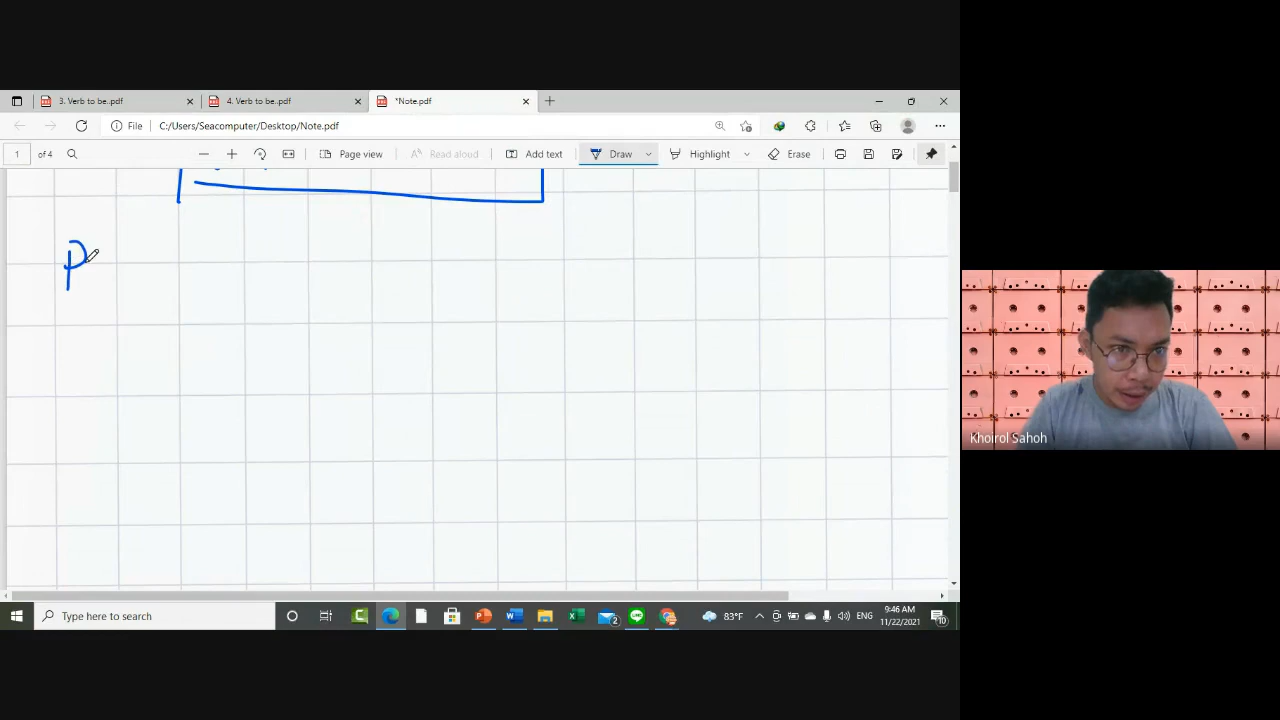 3. Verb to be..pdf
4. Verb to be..pdf
*Note.pdf
File
C:/Users/Seacomputer/Desktop/Note.pdf
1 of 4
Page view
Read aloud
Add text
Draw
Highlight
Erase
P
Khoirol Sahoh
Type here to search
2
83°F
ENG
9:46 AM
11/22/2021
10